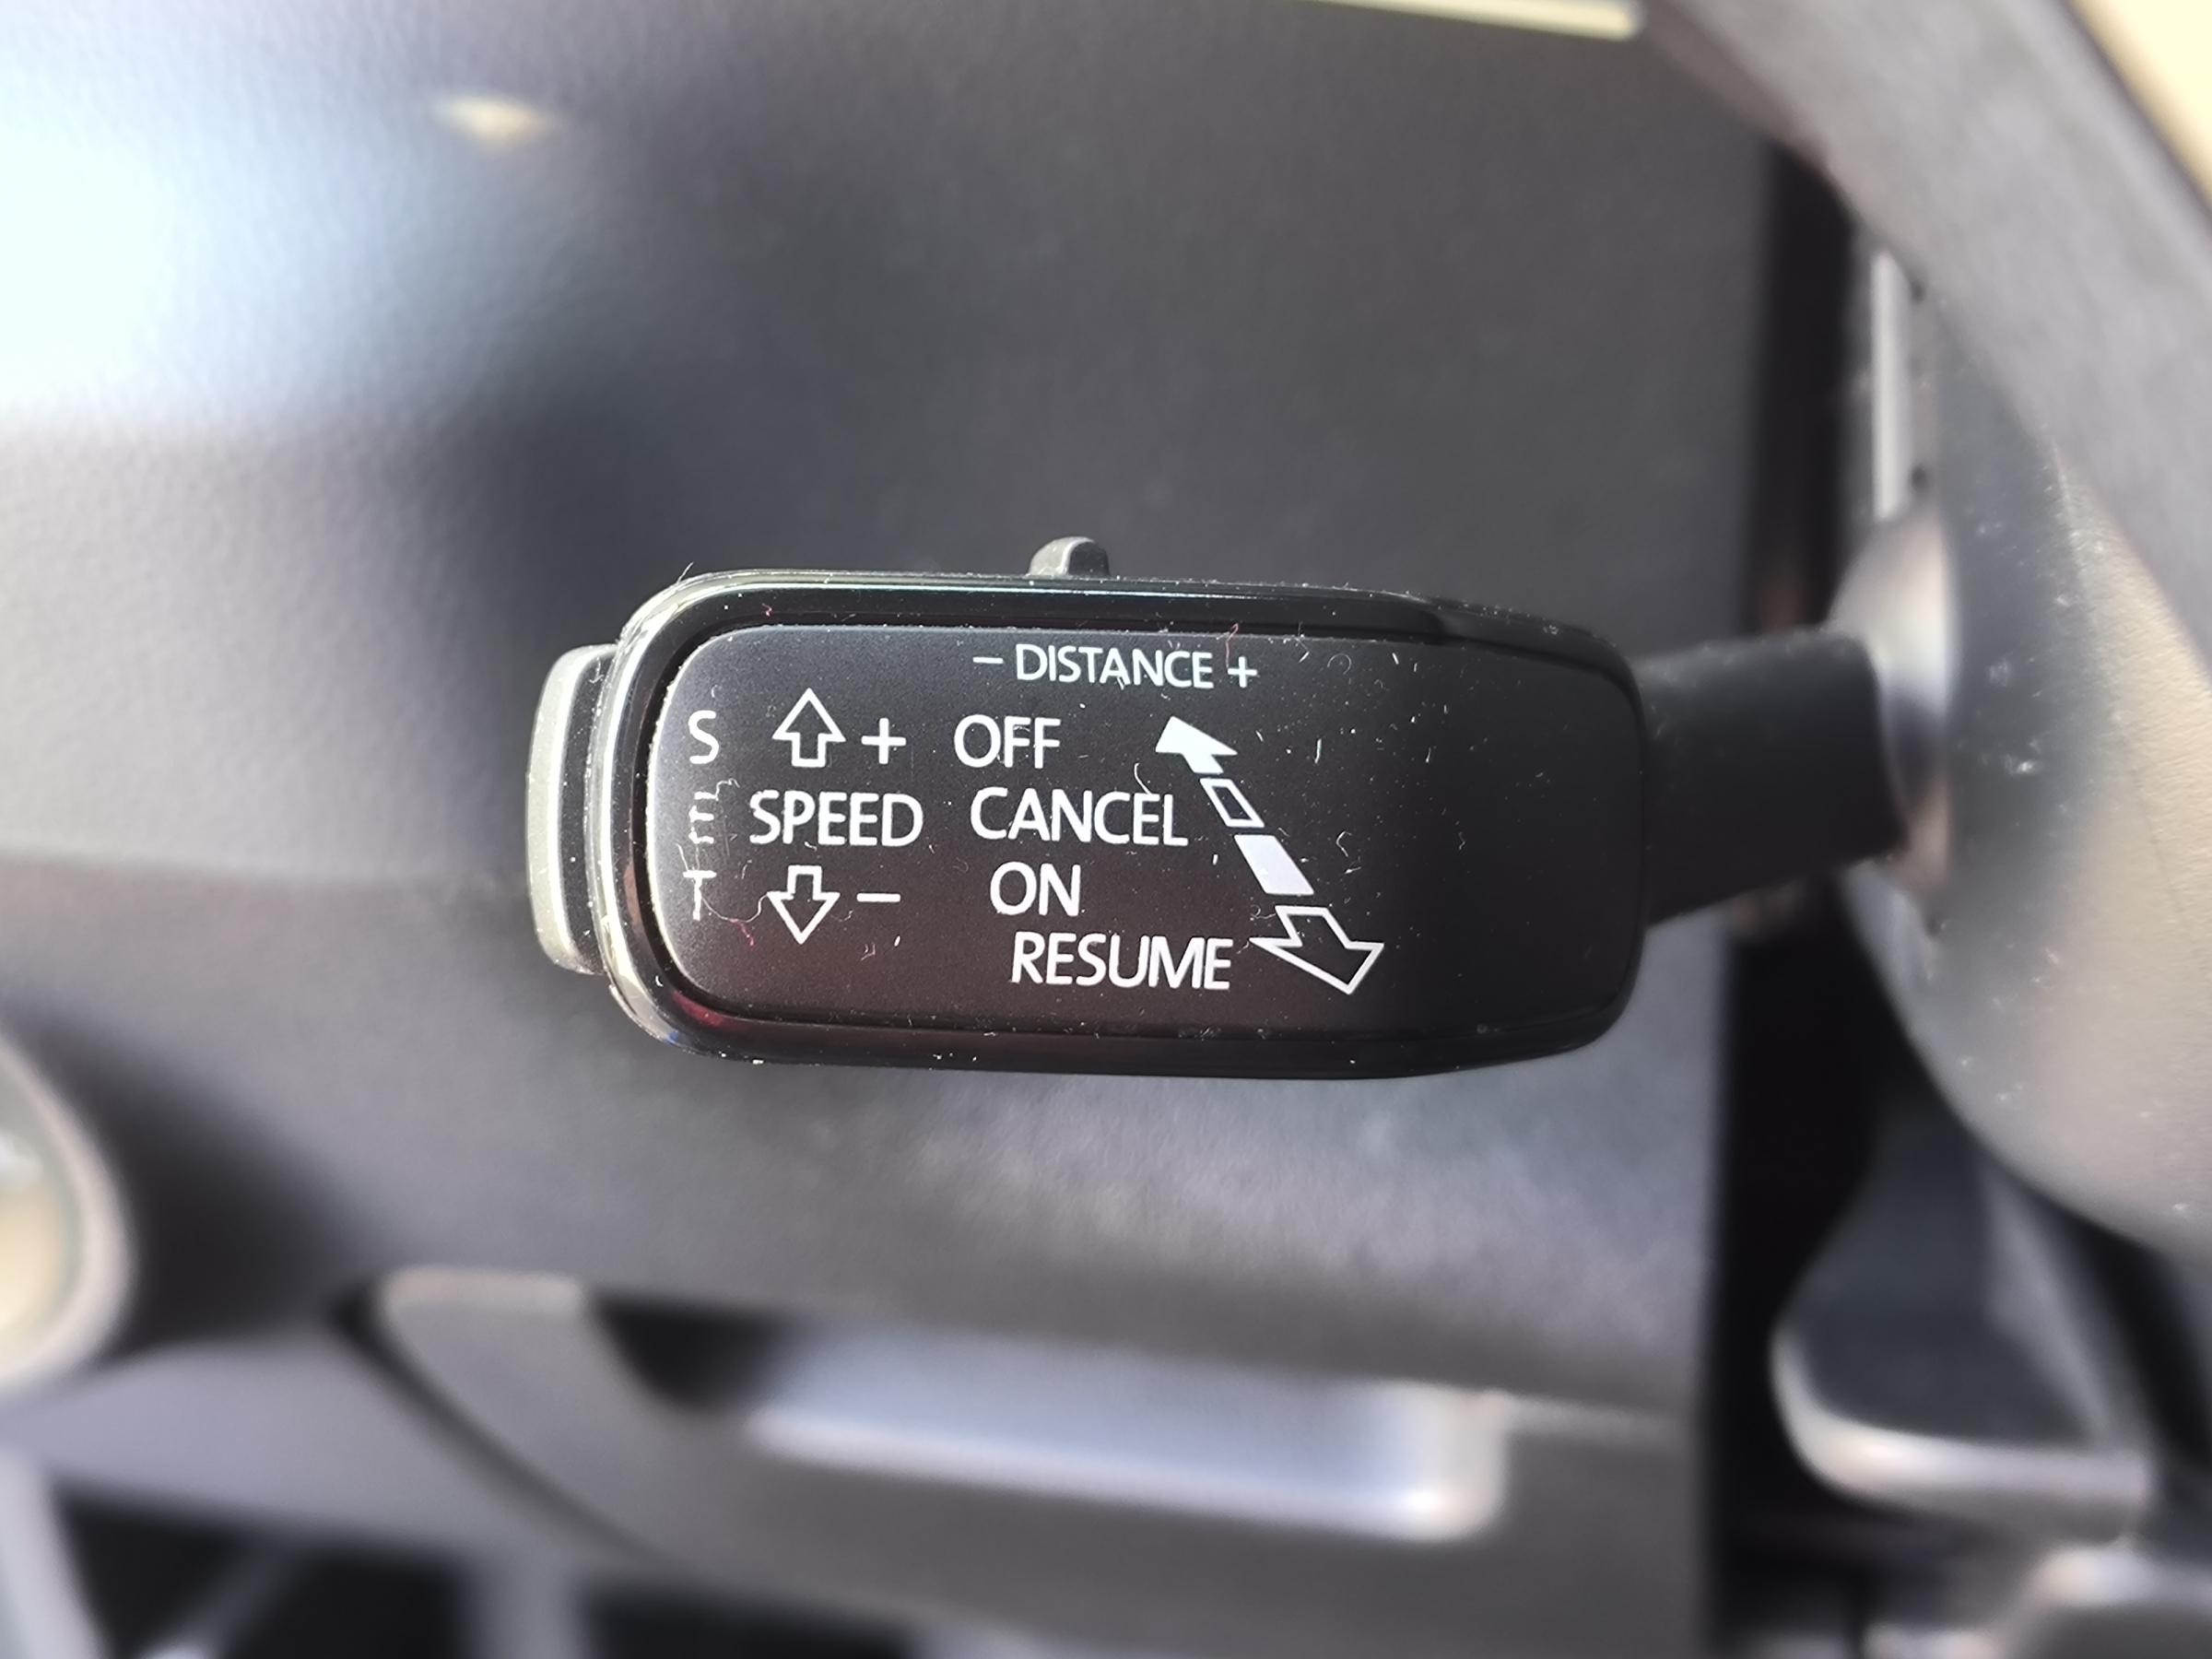 – DISTANCE +
S + OFF
E SPEED CANCEL
T – ON
RESUME